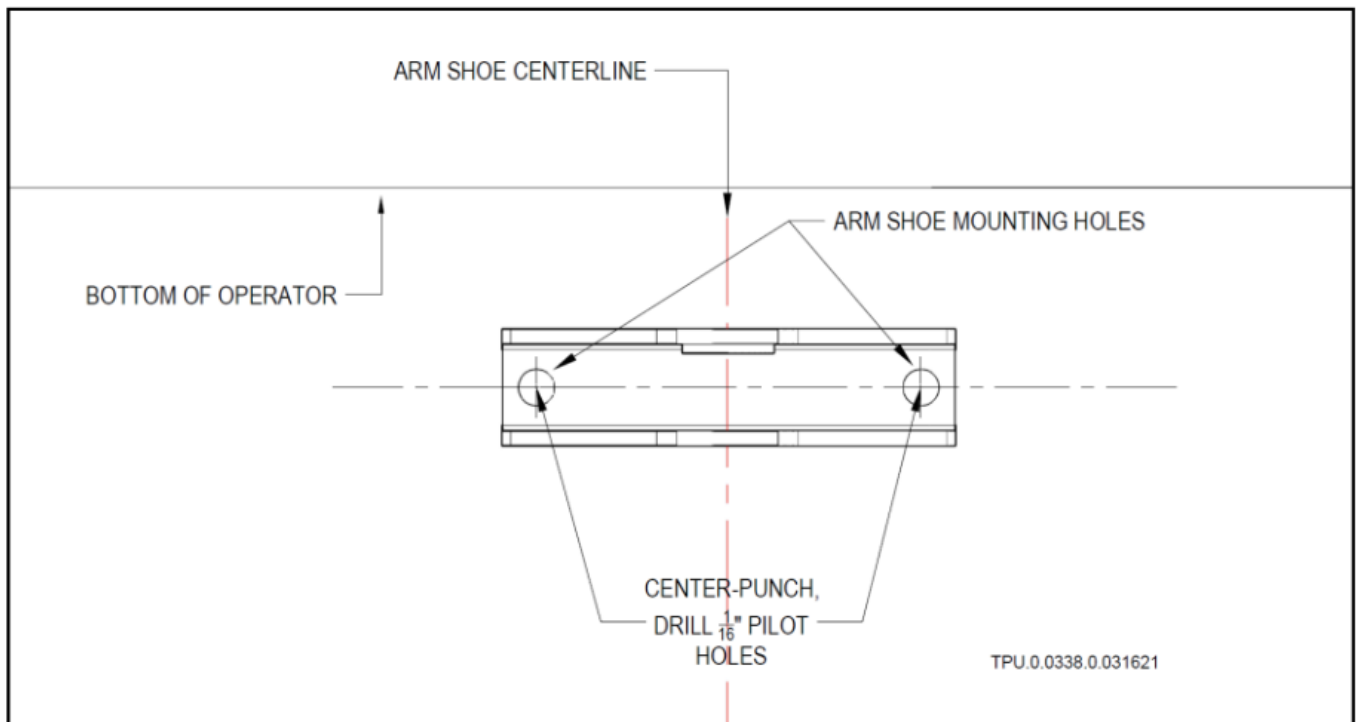 ARM SHOE CENTERLINE
ARM SHOE MOUNTING HOLES
BOTTOM OF OPERATOR
CENTER-PUNCH,
DRILL 1/16" PILOT
HOLES
TPU.0.0338.0.031621